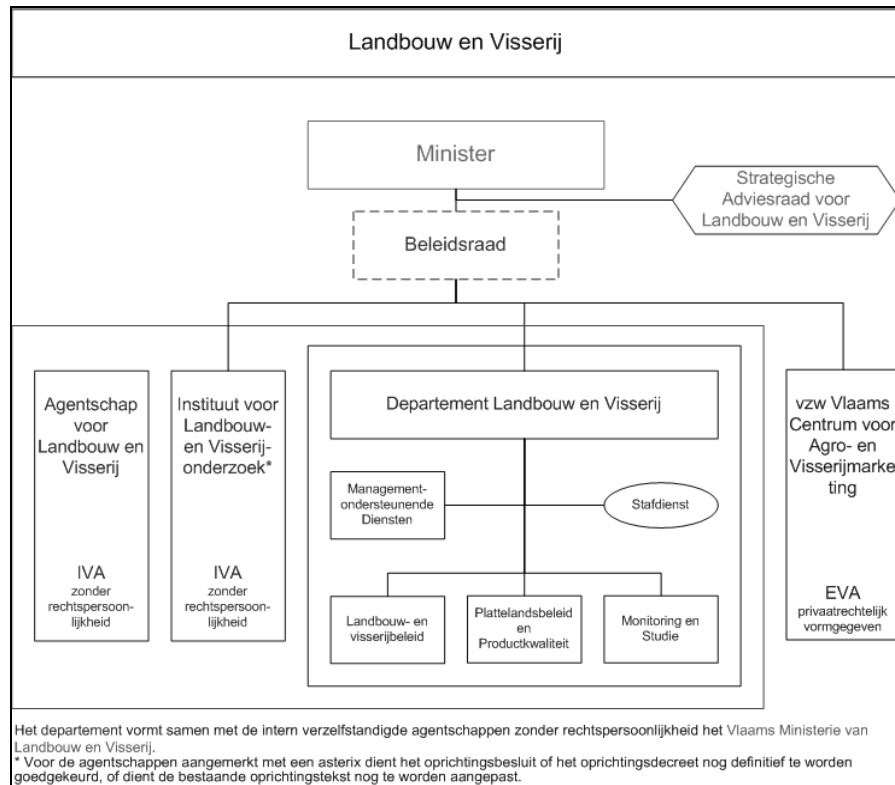 Landbouw en Visserij
Minister
Strategische
Adviesraad voor
Landbouw en Visserij
Beleidsraad
Agentschap
voor
Landbouw en
Visserij
IVA
zonder
rechtspersoon-
lijkheid
Instituut voor
Landbouw-
en Visserij-
onderzoek*
IVA
zonder
rechtspersoon-
lijkheid
Departement Landbouw en Visserij
Management-
ondersteunende
Diensten
Stafdienst
Landbouw- en
visserijbeleid
Plattelandsbeleid
en
Productkwaliteit
Monitoring en
Studie
vzw Vlaams
Centrum voor
Agro- en
Visserijmarke
ting
EVA
privaatrechtelijk
vormgegeven
Het departement vormt samen met de intern verzelfstandigde agentschappen zonder rechtspersoonlijkheid het Vlaams Ministerie van
Landbouw en Visserij.
* Voor de agentschappen aangemerkt met een asterix dient het oprichtingsbesluit of het oprichtingsdecreet nog definitief te worden
goedgekeurd, of dient de bestaande oprichtingstekst nog te worden aangepast.